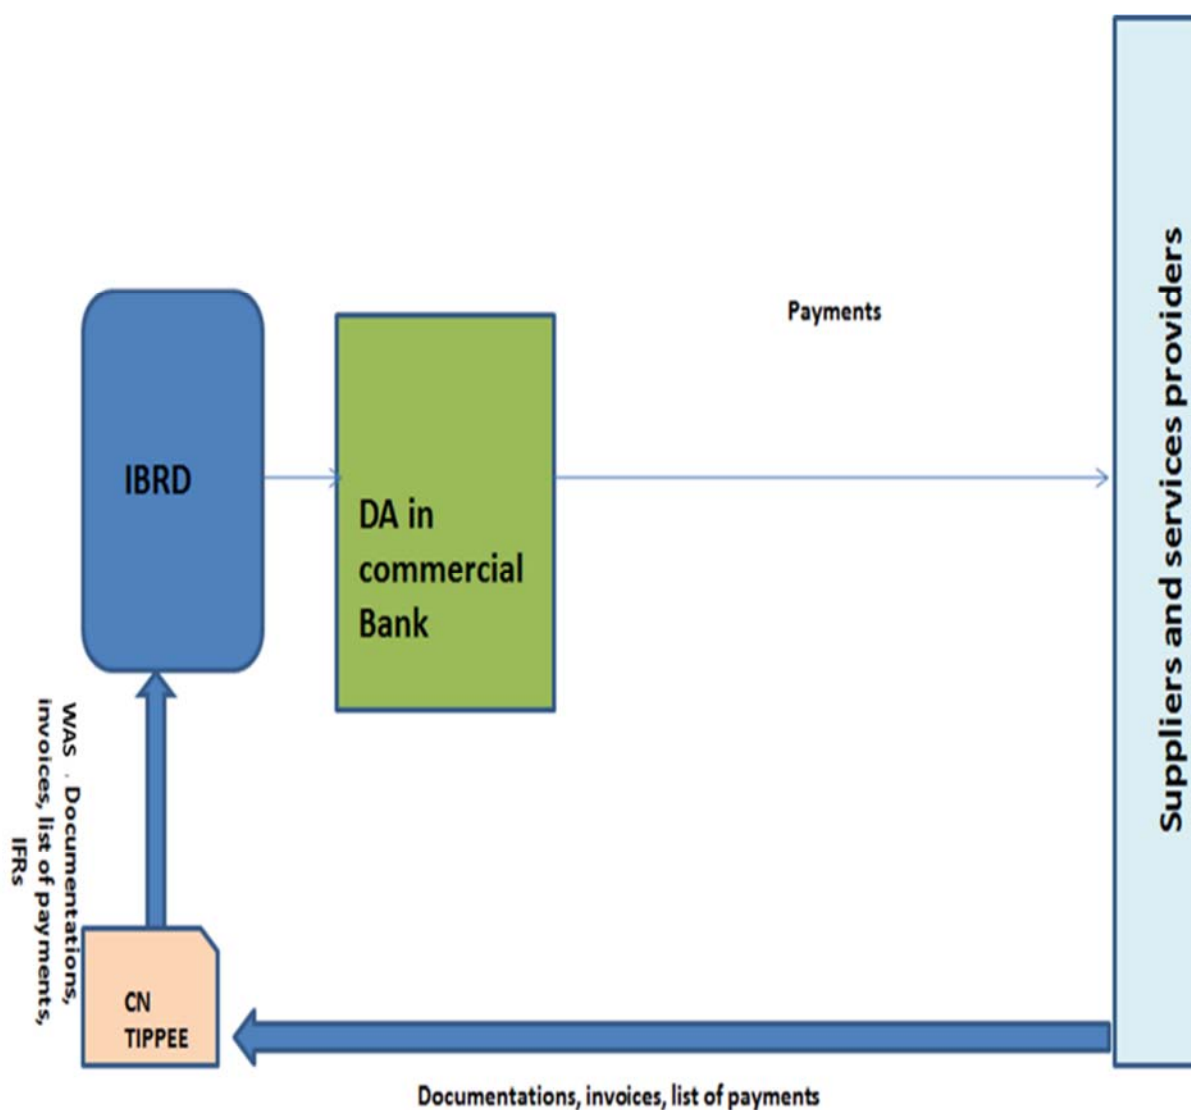 Payments
IBRD
DA in
commercial
Bank
Suppliers and services providers
WAS . Documentations,
invoices, list of payments,
IFRs
CN
TIPPEE
Documentations, invoices, list of payments